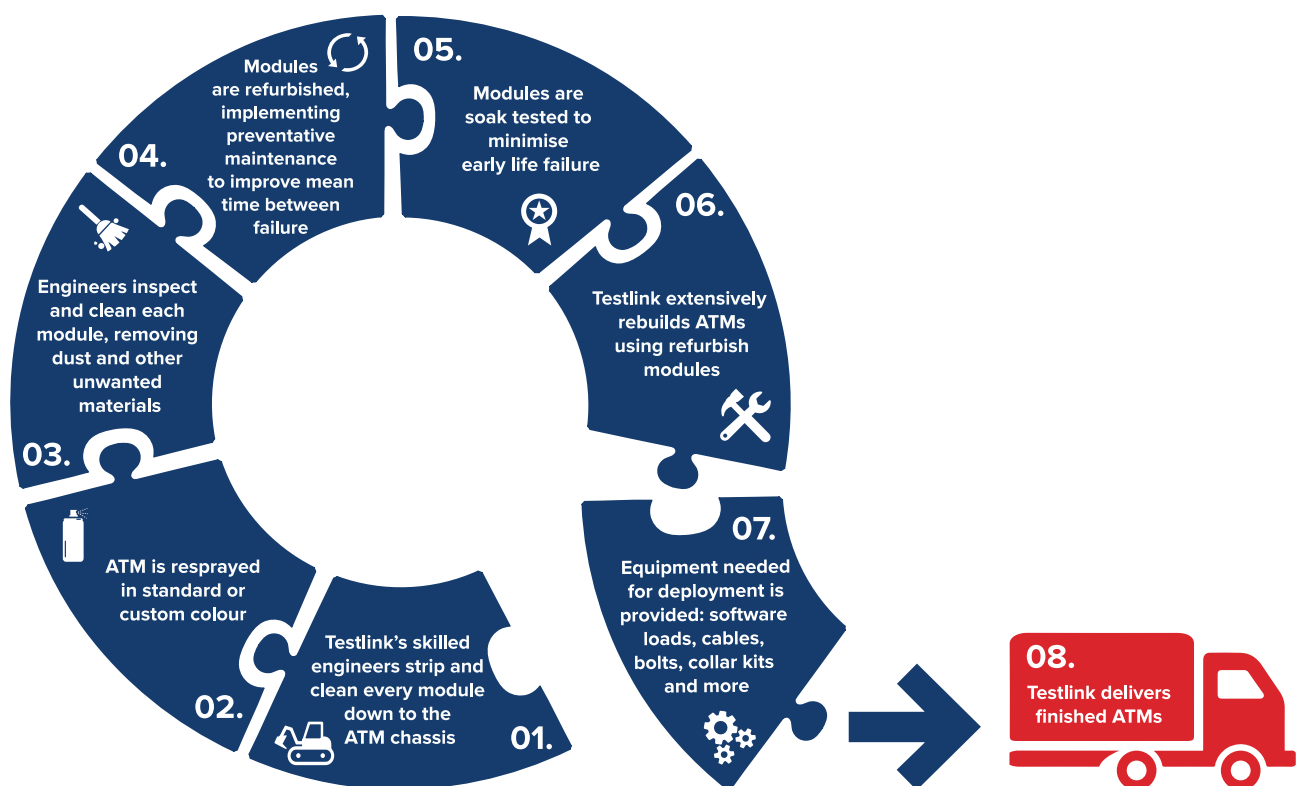 01.
Testlink's skilled
engineers strip and
clean every module
down to the
ATM chassis
02.
ATM is resprayed
in standard or
custom colour
03.
Engineers inspect
and clean each
module, removing
dust and other
unwanted
materials
04.
Modules
are refurbished,
implementing
preventative
maintenance
to improve mean
time between
failure
05.
Modules are
soak tested to
minimise
early life failure
06.
Testlink extensively
rebuilds ATMs
using refurbish
modules
07.
Equipment needed
for deployment is
provided: software
loads, cables,
bolts, collar kits
and more
08.
Testlink delivers
finished ATMs